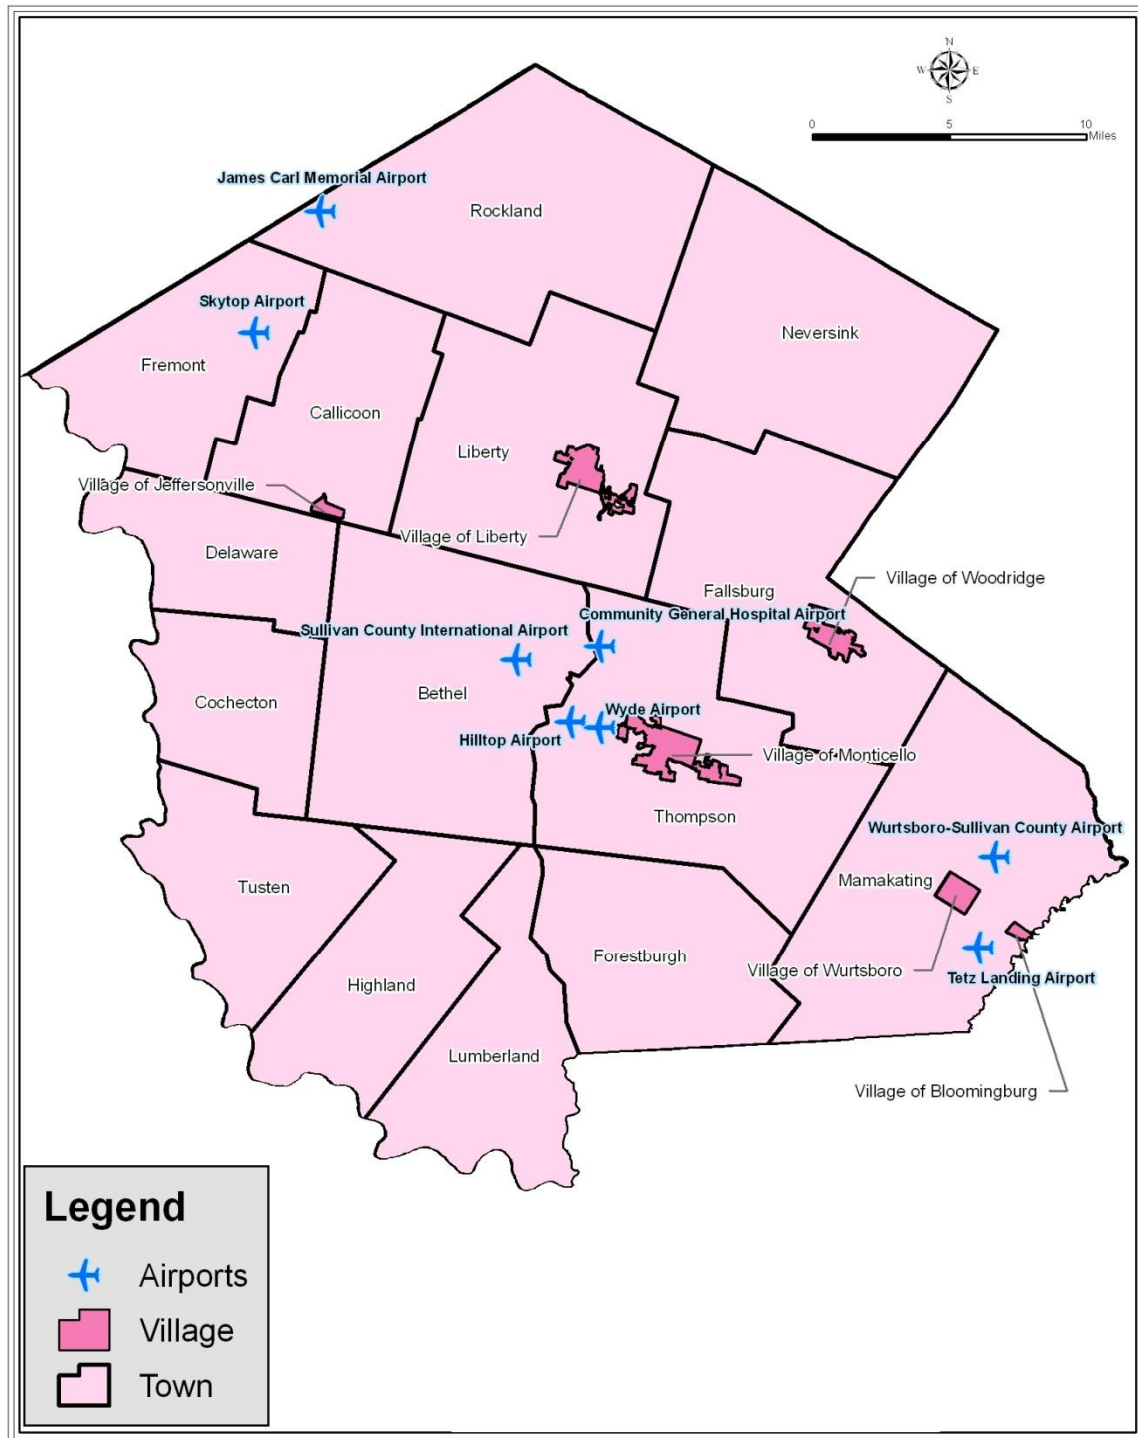 N
W E
S
0 5 10
Miles
James Carl Memorial Airport
Rockland
Skytop Airport
Neversink
Fremont
Callicoon
Liberty
Village of Jeffersonville
Village of Liberty
Delaware
Village of Woodridge
Fallsburg
Community General Hospital Airport
Sullivan County International Airport
Bethel
Cochecton
Wyde Airport
Hilltop Airport
Village of Monticello
Thompson
Wurtsboro-Sullivan County Airport
Mamakating
Tusten
Forestburgh
Village of Wurtsboro
Tetz Landing Airport
Highland
Lumberland
Village of Bloomingburg
Legend
Airports
Village
Town